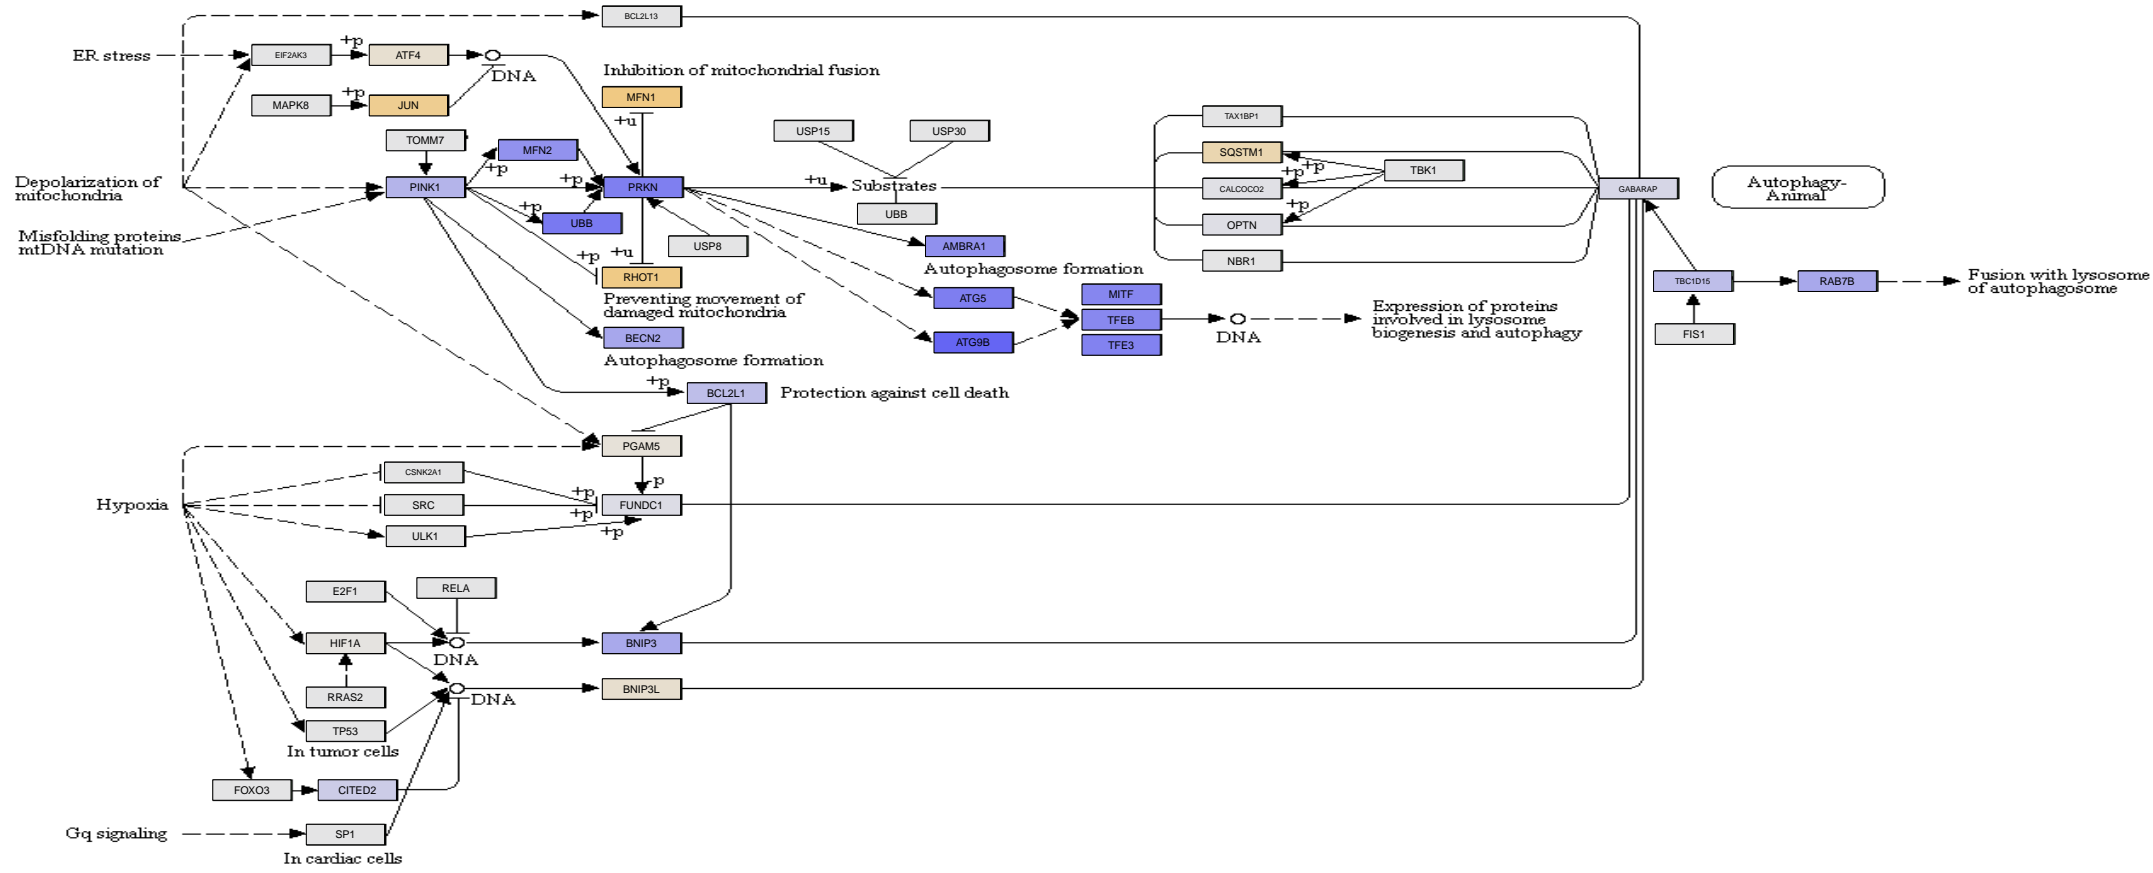 BCL2L13
ER stress
EIF2AK3
+p
ATF4
DNA
Inhibition of mitochondrial fusion
MAPK8
+p
JUN
MFN1
+u
TOMM7
MFN2
+p
USP15
USP30
TAX1BP1
SQSTM1
+p
TBK1
Depolarization of
mitochondria
PINK1
+p
PRKN
+u
Substrates
CALCOCO2
+p
GABARAP
Autophagy-
Animal
+p
UBB
UBB
+p
OPTN
Misfolding proteins
mtDNA mutation
USP8
+u
AMBRA1
NBR1
+p
RHOT1
Autophagosome formation
TBC1D15
RAB7B
Fusion with lysosome
of autophagosome
Preventing movement of
damaged mitochondria
ATG5
MITF
TFEB
Expression of proteins
involved in lysosome
biogenesis and autophagy
BECN2
ATG9B
TFE3
DNA
FIS1
Autophagosome formation
+p
BCL2L1
Protection against cell death
PGAM5
CSNK2A1
-p
Hypoxia
SRC
+p
+p
FUNDC1
ULK1
+p
E2F1
RELA
HIF1A
DNA
BNIP3
RRAS2
DNA
BNIP3L
TP53
In tumor cells
FOXO3
CITED2
Gq signaling
SP1
In cardiac cells